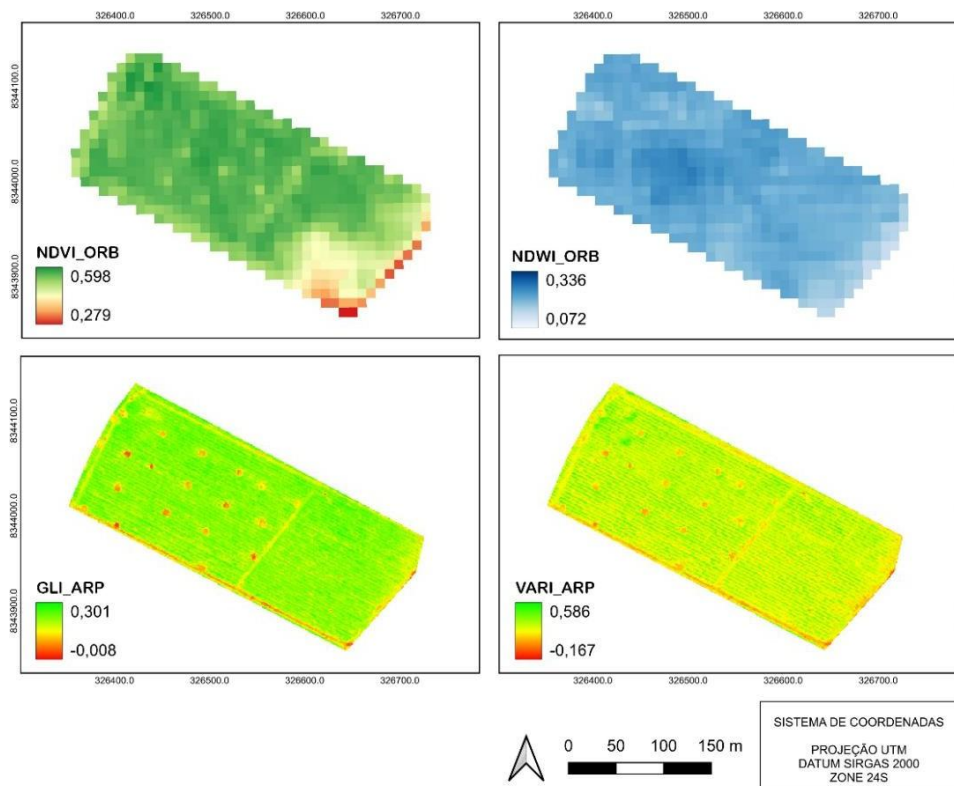 326400.0 326500.0 326600.0 326700.0 326400.0 326500.0 326600.0 326700.0
8344100.0
8344000.0
8343900.0
NDVI_ORB
0,598
0,279
NDWI_ORB
0,336
0,072
8344100.0
8344000.0
8343900.0
GLI_ARP
0,301
-0,008
VARI_ARP
0,586
-0,167
326400.0 326500.0 326600.0 326700.0 326400.0 326500.0 326600.0 326700.0
0 50 100 150 m
SISTEMA DE COORDENADAS
PROJEÇÃO UTM
DATUM SIRGAS 2000
ZONE 24S